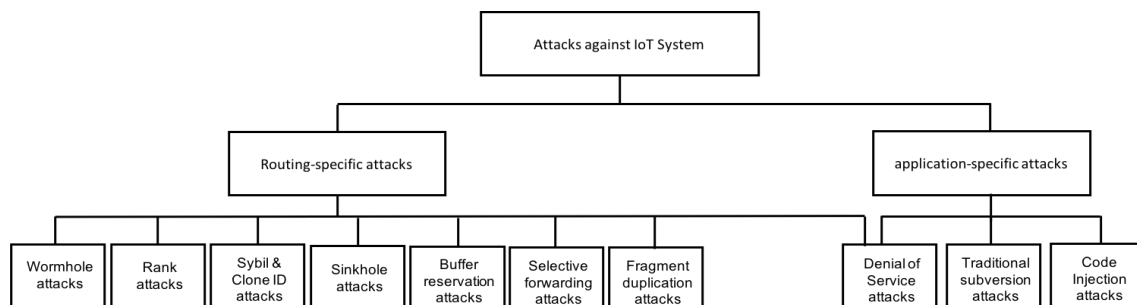 Attacks against IoT System
Routing-specific attacks
application-specific attacks
Wormhole
attacks
Rank
attacks
Sybil &
Clone ID
attacks
Sinkhole
attacks
Buffer
reservation
attacks
Selective
forwarding
attacks
Fragment
duplication
attacks
Denial of
Service
attacks
Traditional
subversion
attacks
Code
Injection
attacks